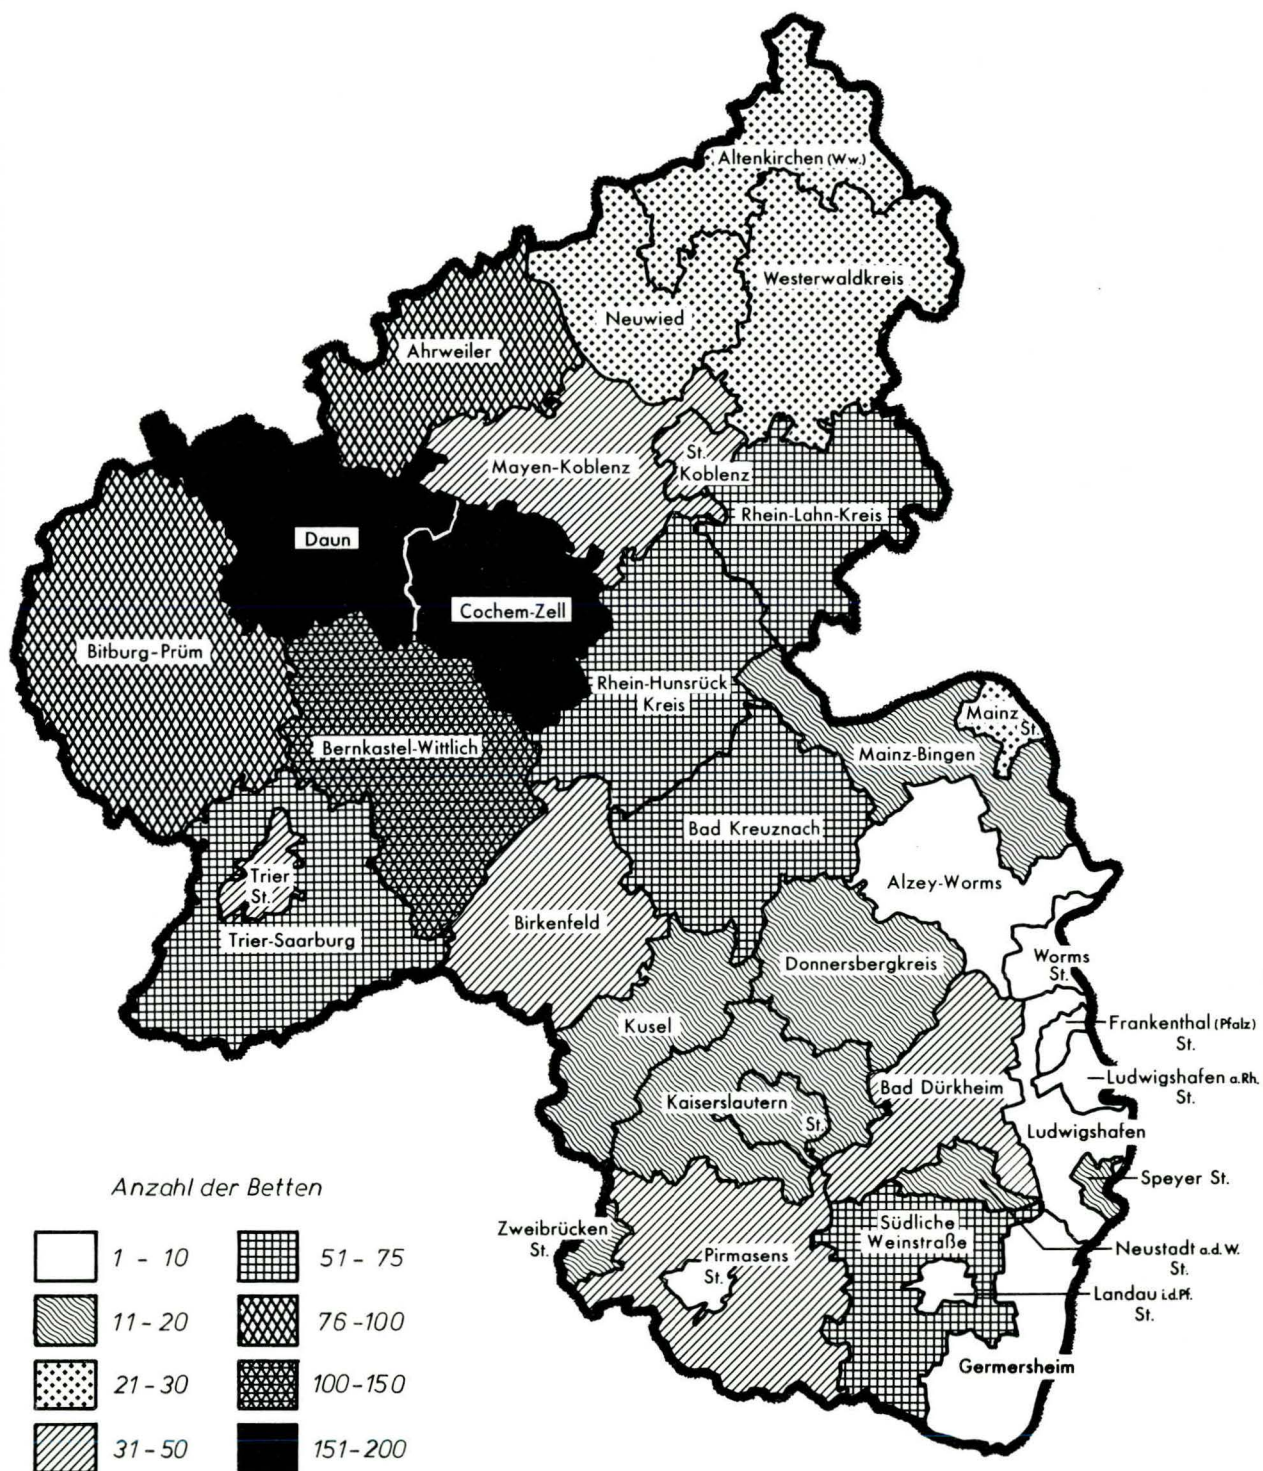 Altenkirchen (Ww.)
Westerwaldkreis
Neuwied
Ahrweiler
Mayen-Koblenz
St.
Koblenz
Rhein-Lahn-Kreis
Daun
Cochem-Zell
Bitburg-Prüm
Rhein-Hunsrück
Kreis
Mainz
St.
Bernkastel-Wittlich
Mainz-Bingen
Bad Kreuznach
Trier
St.
Alzey-Worms
Birkenfeld
Trier-Saarburg
Donnersbergkreis
Worms
St.
Kusel
Frankenthal (Pfalz)
St.
Bad Dürkheim
Ludwigshafen a.Rh.
St.
Kaiserslautern
St.
Ludwigshafen
Speyer St.
Zweibrücken
St.
Südliche
Weinstraße
Pirmasens
St.
Neustadt a.d.W.
St.
Landau i.d.Pf.
St.
Germersheim
Anzahl der Betten
1 - 10
51 - 75
11 - 20
76 - 100
21 - 30
100 - 150
31 - 50
151 - 200